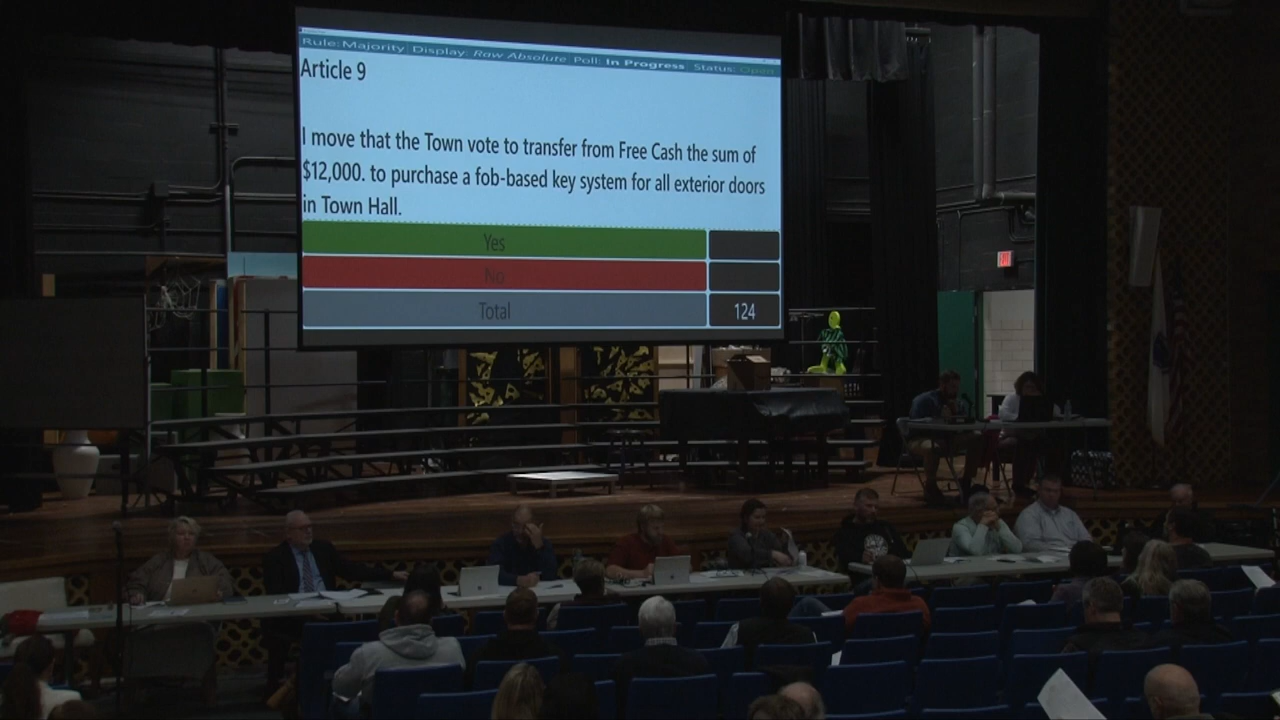 Rule: Majority Display: Raw Absolute Poll: In Progress Status: Open
Article 9
I move that the Town vote to transfer from Free Cash the sum of
$12,000. to purchase a fob-based key system for all exterior doors
in Town Hall.
Yes
No
Total 124
EXIT